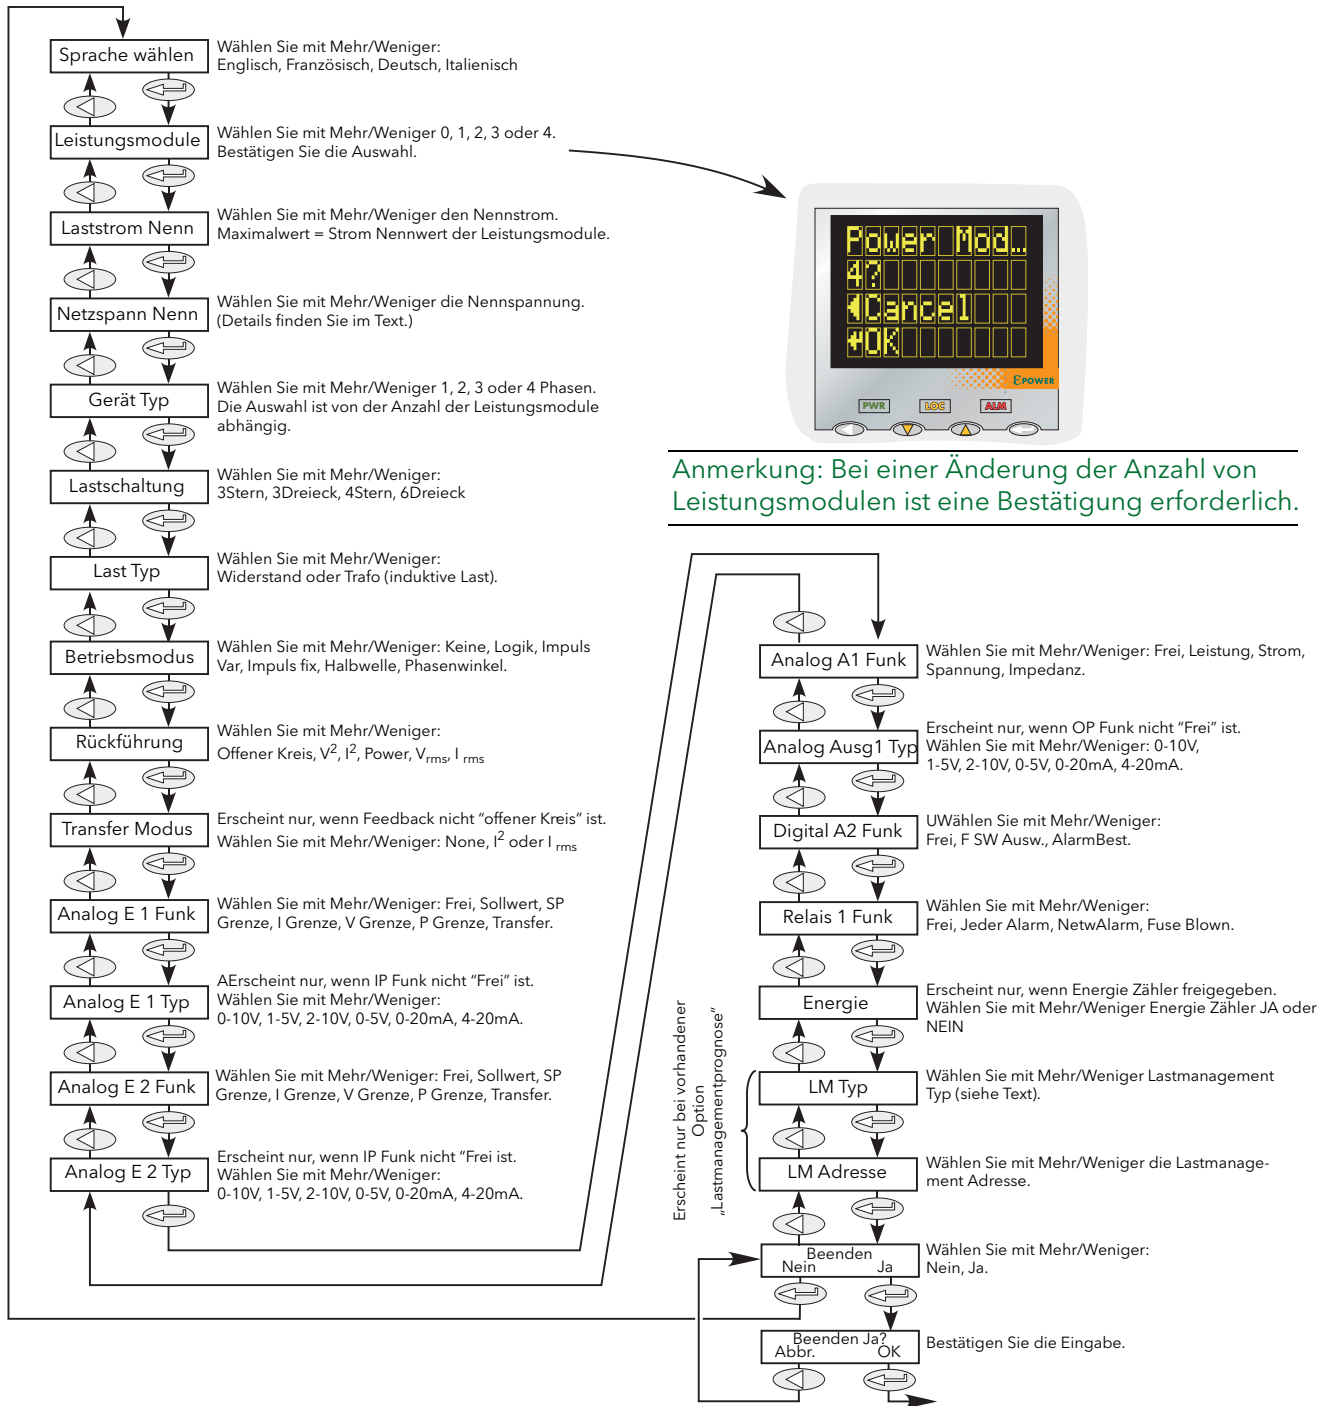 Sprache wählen
Wählen Sie mit Mehr/Weniger:
Englisch, Französisch, Deutsch, Italienisch
Leistungsmodule
Wählen Sie mit Mehr/Weniger 0, 1, 2, 3 oder 4.
Bestätigen Sie die Auswahl.
Laststrom Nenn
Wählen Sie mit Mehr/Weniger den Nennstrom.
Maximalwert = Strom Nennwert der Leistungsmodule.
Netzspann Nenn
Wählen Sie mit Mehr/Weniger die Nennspannung.
(Details finden Sie im Text.)
Gerät Typ
Wählen Sie mit Mehr/Weniger 1, 2, 3 oder 4 Phasen.
Die Auswahl ist von der Anzahl der Leistungsmodule
abhängig.
Lastschaltung
Wählen Sie mit Mehr/Weniger:
3Stern, 3Dreieck, 4Stern, 6Dreieck
Last Typ
Wählen Sie mit Mehr/Weniger:
Widerstand oder Trafo (induktive Last).
Betriebsmodus
Wählen Sie mit Mehr/Weniger: Keine, Logik, Impuls
Var, Impuls fix, Halbwelle, Phasenwinkel.
Rückführung
Wählen Sie mit Mehr/Weniger:
Offener Kreis, V², I², Power, Vrms, I rms
Transfer Modus
Erscheint nur, wenn Feedback nicht "offener Kreis" ist.
Wählen Sie mit Mehr/Weniger: None, I² oder I rms
Analog E 1 Funk
Wählen Sie mit Mehr/Weniger: Frei, Sollwert, SP
Grenze, I Grenze, V Grenze, P Grenze, Transfer.
Analog E 1 Typ
AErscheint nur, wenn IP Funk nicht "Frei" ist.
Wählen Sie mit Mehr/Weniger:
0-10V, 1-5V, 2-10V, 0-5V, 0-20mA, 4-20mA.
Analog E 2 Funk
Wählen Sie mit Mehr/Weniger: Frei, Sollwert, SP
Grenze, I Grenze, V Grenze, P Grenze, Transfer.
Analog E 2 Typ
Erscheint nur, wenn IP Funk nicht "Frei ist.
Wählen Sie mit Mehr/Weniger:
0-10V, 1-5V, 2-10V, 0-5V, 0-20mA, 4-20mA.
Power Mod...
4?
Cancel
OK
εPOWER
PWR
LOC
ALM
Anmerkung: Bei einer Änderung der Anzahl von
Leistungsmodulen ist eine Bestätigung erforderlich.
Analog A1 Funk
Wählen Sie mit Mehr/Weniger: Frei, Leistung, Strom,
Spannung, Impedanz.
Analog Ausg1 Typ
Erscheint nur, wenn OP Funk nicht "Frei" ist.
Wählen Sie mit Mehr/Weniger: 0-10V,
1-5V, 2-10V, 0-5V, 0-20mA, 4-20mA.
Digital A2 Funk
UWählen Sie mit Mehr/Weniger:
Frei, F SW Ausw., AlarmBest.
Relais 1 Funk
Wählen Sie mit Mehr/Weniger:
Frei, Jeder Alarm, NetwAlarm, Fuse Blown.
Energie
Erscheint nur, wenn Energie Zähler freigegeben.
Wählen Sie mit Mehr/Weniger Energie Zähler JA oder
NEIN
Erscheint nur bei vorhandener
Option
„Lastmanagementprognose"
LM Typ
Wählen Sie mit Mehr/Weniger Lastmanagement
Typ (siehe Text).
LM Adresse
Wählen Sie mit Mehr/Weniger die Lastmanage-
ment Adresse.
Beenden
Nein Ja
Wählen Sie mit Mehr/Weniger:
Nein, Ja.
Beenden Ja?
Abbr. OK
Bestätigen Sie die Eingabe.